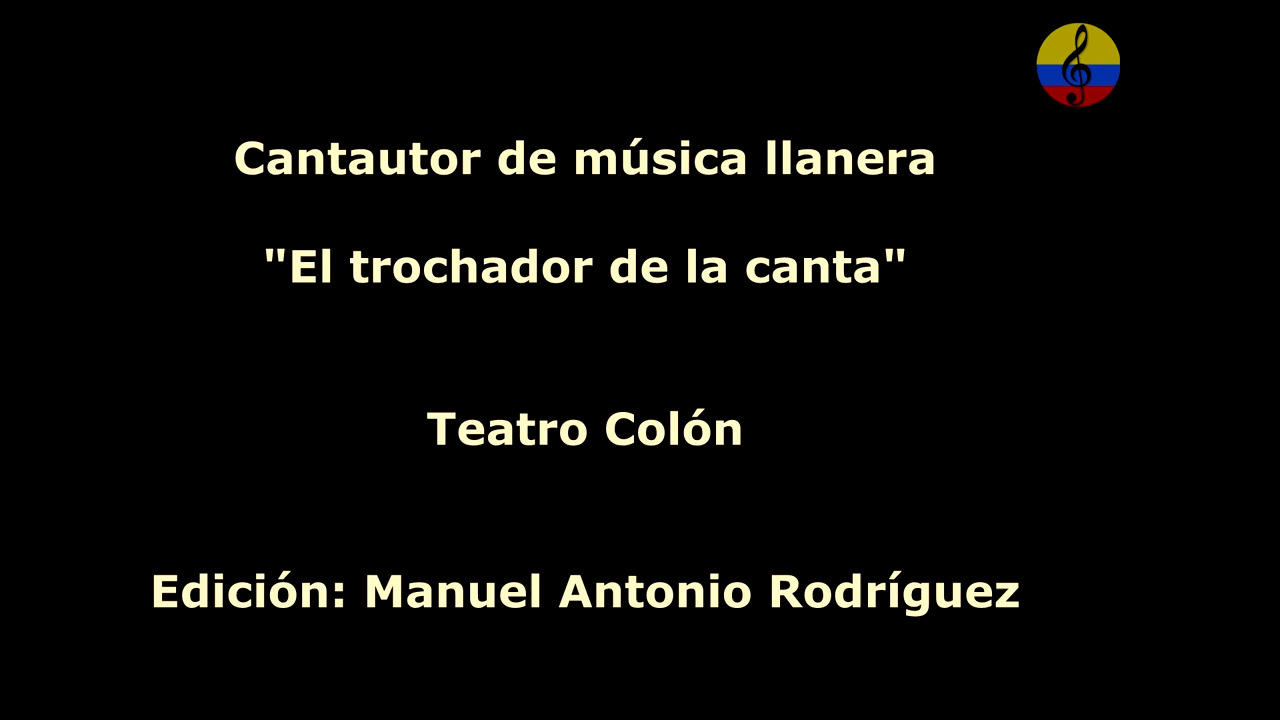 Cantautor de música llanera
"El trochador de la canta"
Teatro Colón
Edición: Manuel Antonio Rodríguez